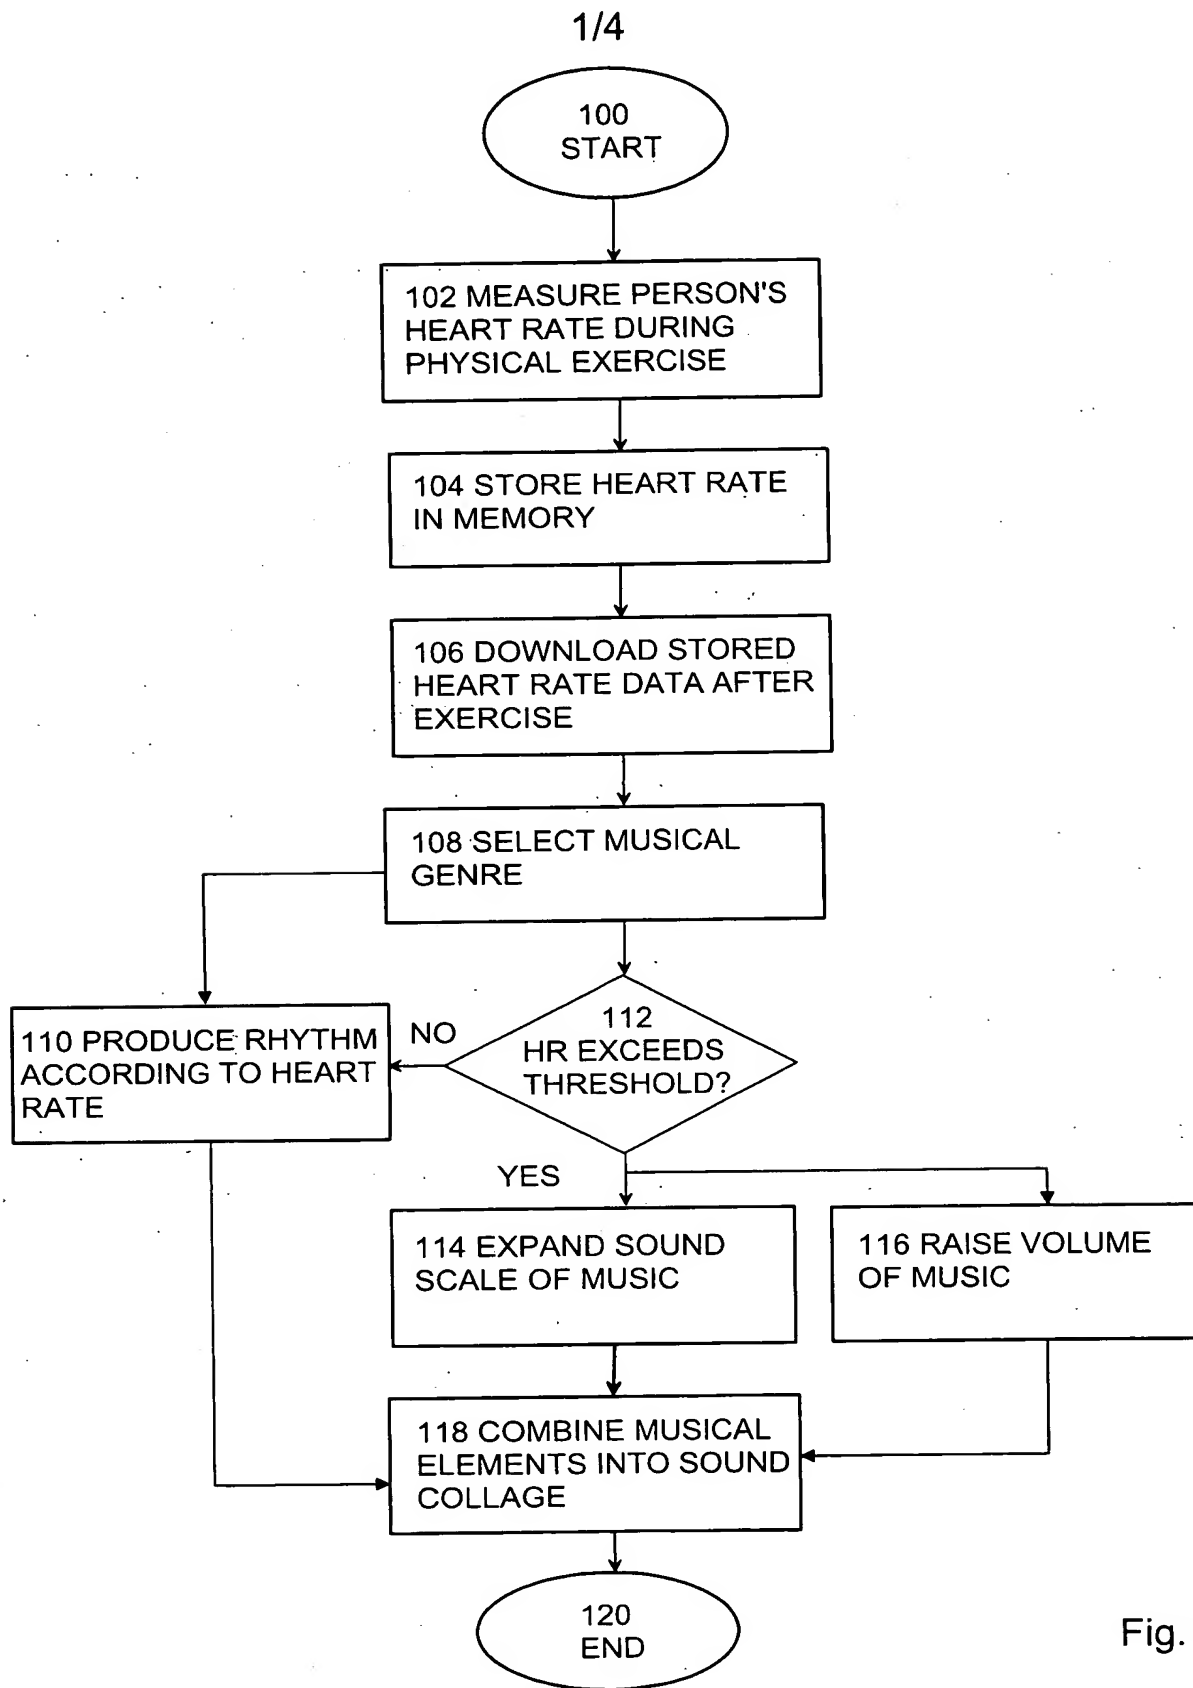 1/4
100
START
102 MEASURE PERSON'S
HEART RATE DURING
PHYSICAL EXERCISE
104 STORE HEART RATE
IN MEMORY
106 DOWNLOAD STORED
HEART RATE DATA AFTER
EXERCISE
108 SELECT MUSICAL
GENRE
110 PRODUCE RHYTHM
ACCORDING TO HEART
RATE
NO
112
HR EXCEEDS
THRESHOLD?
YES
114 EXPAND SOUND
SCALE OF MUSIC
116 RAISE VOLUME
OF MUSIC
118 COMBINE MUSICAL
ELEMENTS INTO SOUND
COLLAGE
120
END
Fig.